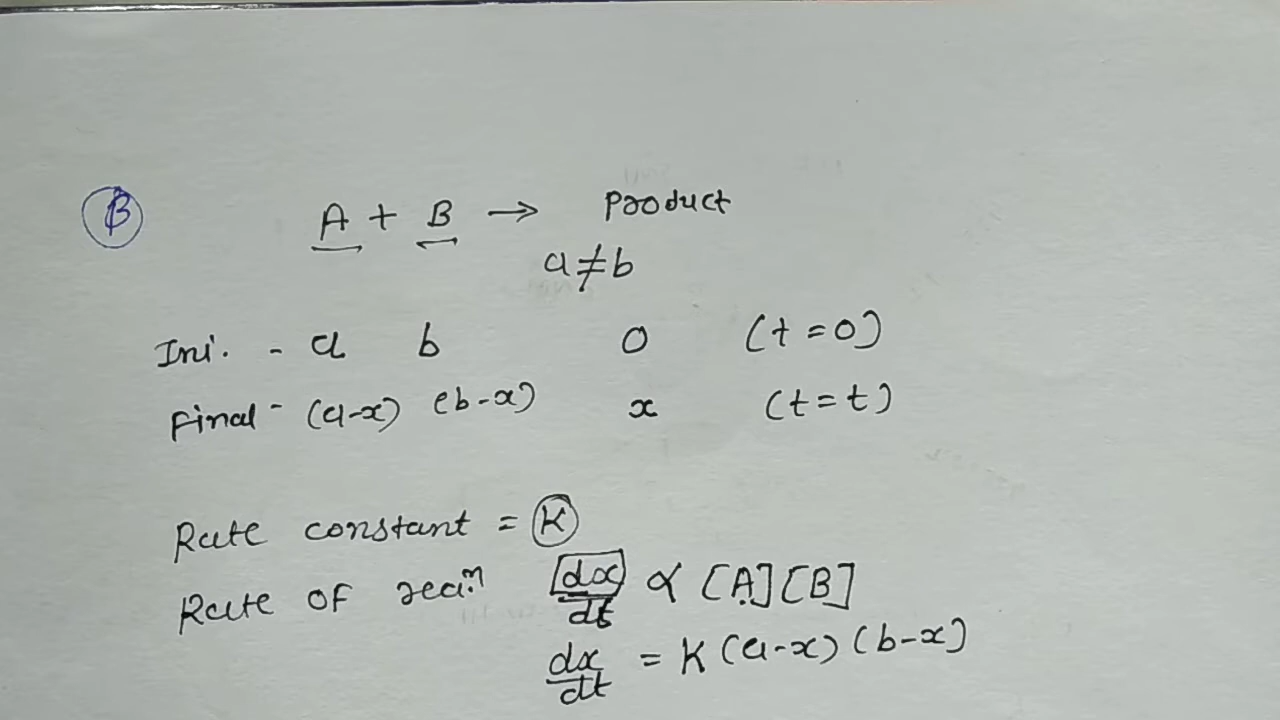 B
A + B → Product
a ≠ b
Ini. - a b 0 (t = 0)
Final - (a-x) (b-x) x (t = t)
Rate constant = K
Rate of reaⁿ dx/dt ∝ [A][B]
dx/dt = K (a-x) (b-x)